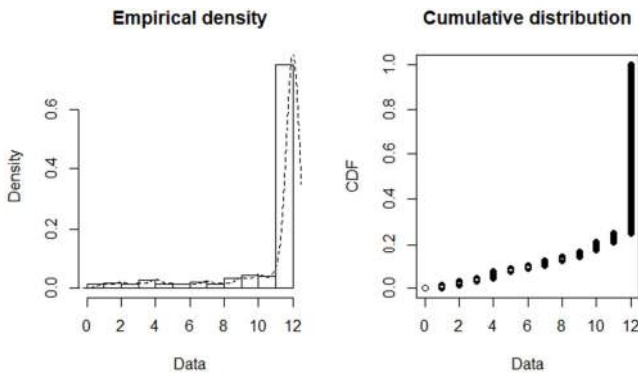 Empirical density
Density
0.0 0.2 0.4 0.6
0 2 4 6 8 10 12
Data
Cumulative distribution
CDF
0.0 0.2 0.4 0.6 0.8 1.0
0 2 4 6 8 10 12
Data